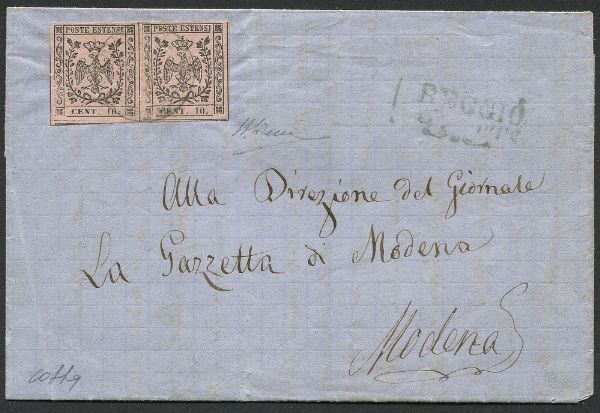 POSTE ESTENSI POSTE ESTENSI
CENT. 10. CENT. 10.
REGGIO
Alla Direzione del Giornale
La Gazzetta di Modena
Modena